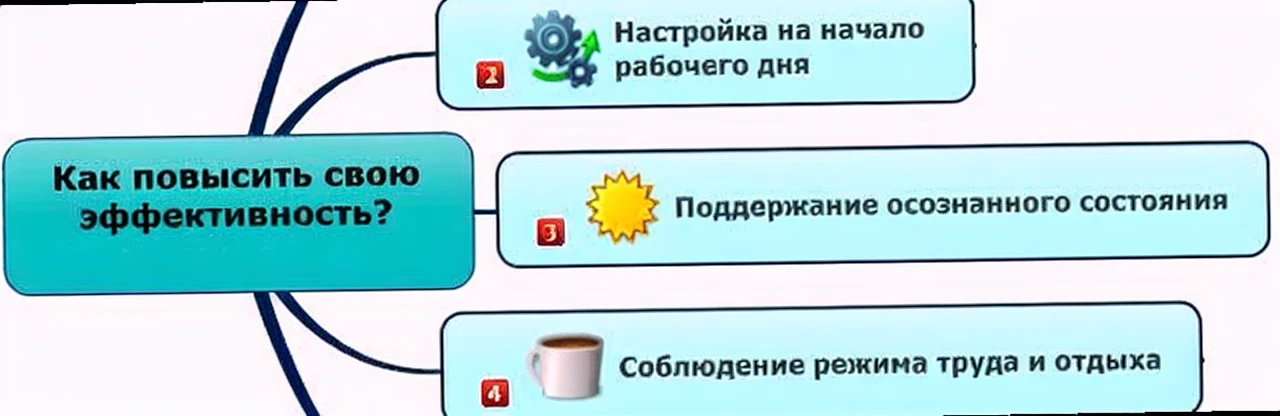 Как повысить свою
эффективность?
2
Настройка на начало
рабочего дня
3
Поддержание осознанного состояния
4
Соблюдение режима труда и отдыха